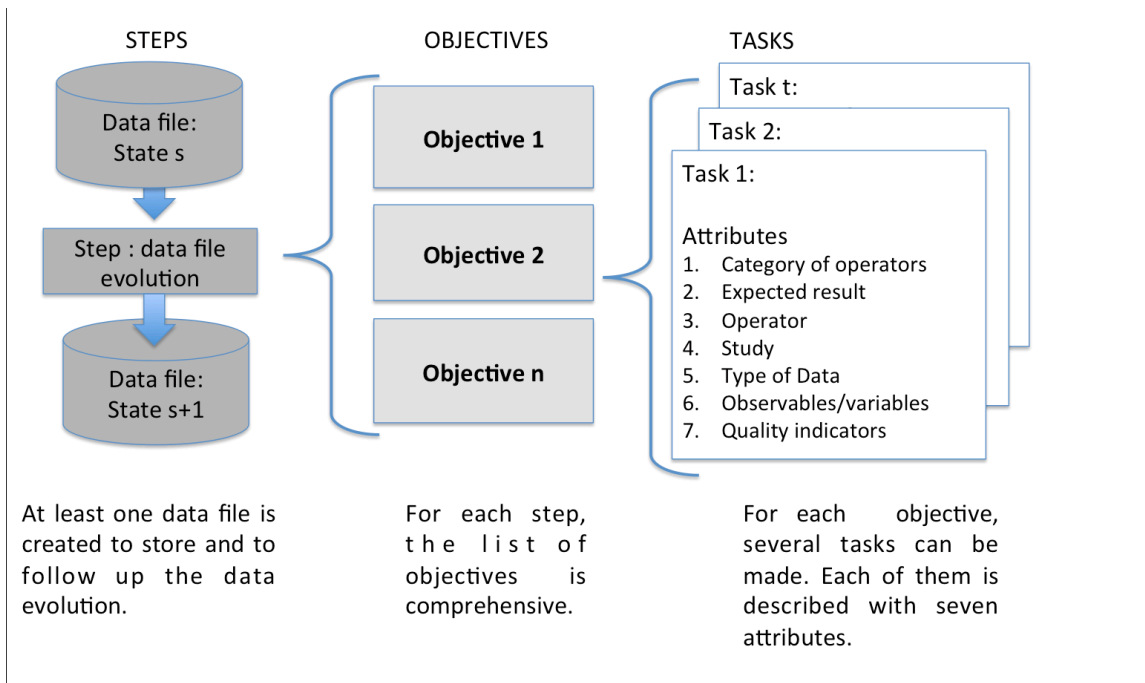 STEPS
Data file:
State s
Step : data file
evolution
Data file:
State s+1
At least one data file is
created to store and to
follow up the data
evolution.
OBJECTIVES
Objective 1
Objective 2
Objective n
For each step,
the list of
objectives is
comprehensive.
TASKS
Task t:
Task 2:
Task 1:
Attributes
1. Category of operators
2. Expected result
3. Operator
4. Study
5. Type of Data
6. Observables/variables
7. Quality indicators
For each objective,
several tasks can be
made. Each of them is
described with seven
attributes.